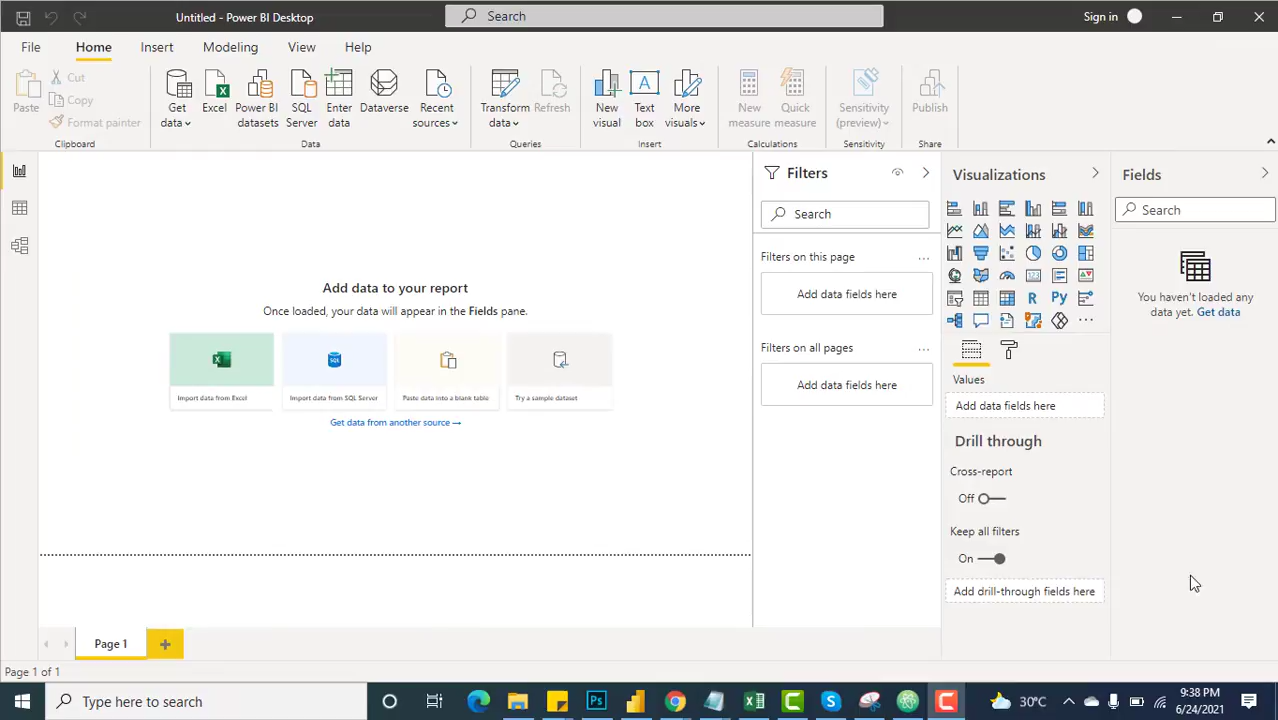 Untitled - Power BI Desktop
Search
Sign in
File
Home
Insert
Modeling
View
Help
Paste
Cut
Copy
Format painter
Clipboard
Get data
Excel
Power BI datasets
SQL Server
Enter data
Dataverse
Recent sources
Data
Transform data
Refresh
Queries
New visual
Text box
More visuals
Insert
New measure
Quick measure
Calculations
Sensitivity (preview)
Sensitivity
Publish
Share
Add data to your report
Once loaded, your data will appear in the Fields pane.
Import data from Excel
Import data from SQL Server
Paste data into a blank table
Try a sample dataset
Get data from another source →
Filters
Search
Filters on this page
...
Add data fields here
Filters on all pages
...
Add data fields here
Visualizations
R
Py
...
Values
Add data fields here
Drill through
Cross-report
Off
Keep all filters
On
Add drill-through fields here
Fields
Search
You haven't loaded any
data yet. Get data
Page 1
Page 1 of 1
Type here to search
30°C
9:38 PM
6/24/2021